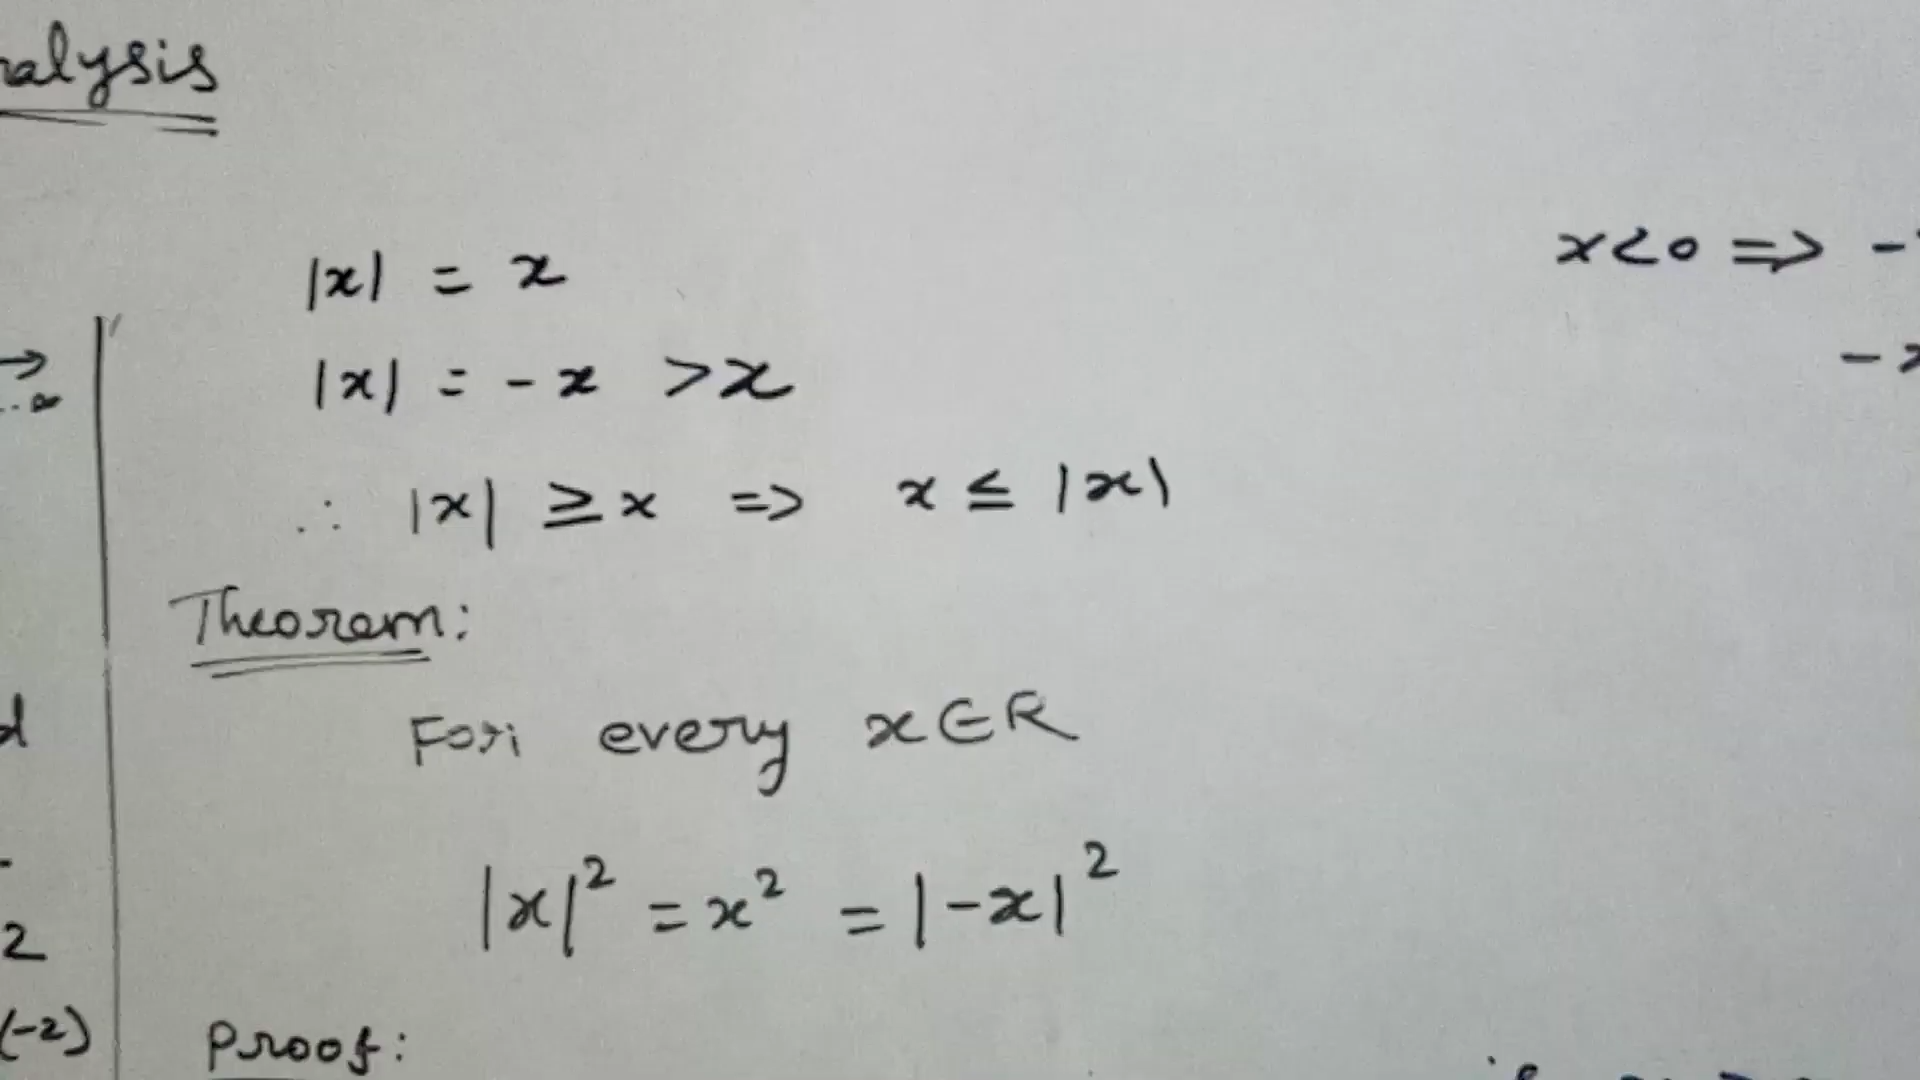 alysis
|x| = x
x<0 =>
|x| = -x >x
∴ |x| ≥ x => x ≤ |x|
Theorem:
For every x∈R
|x|² = x² = |-x|²
2
(-2)
Proof: